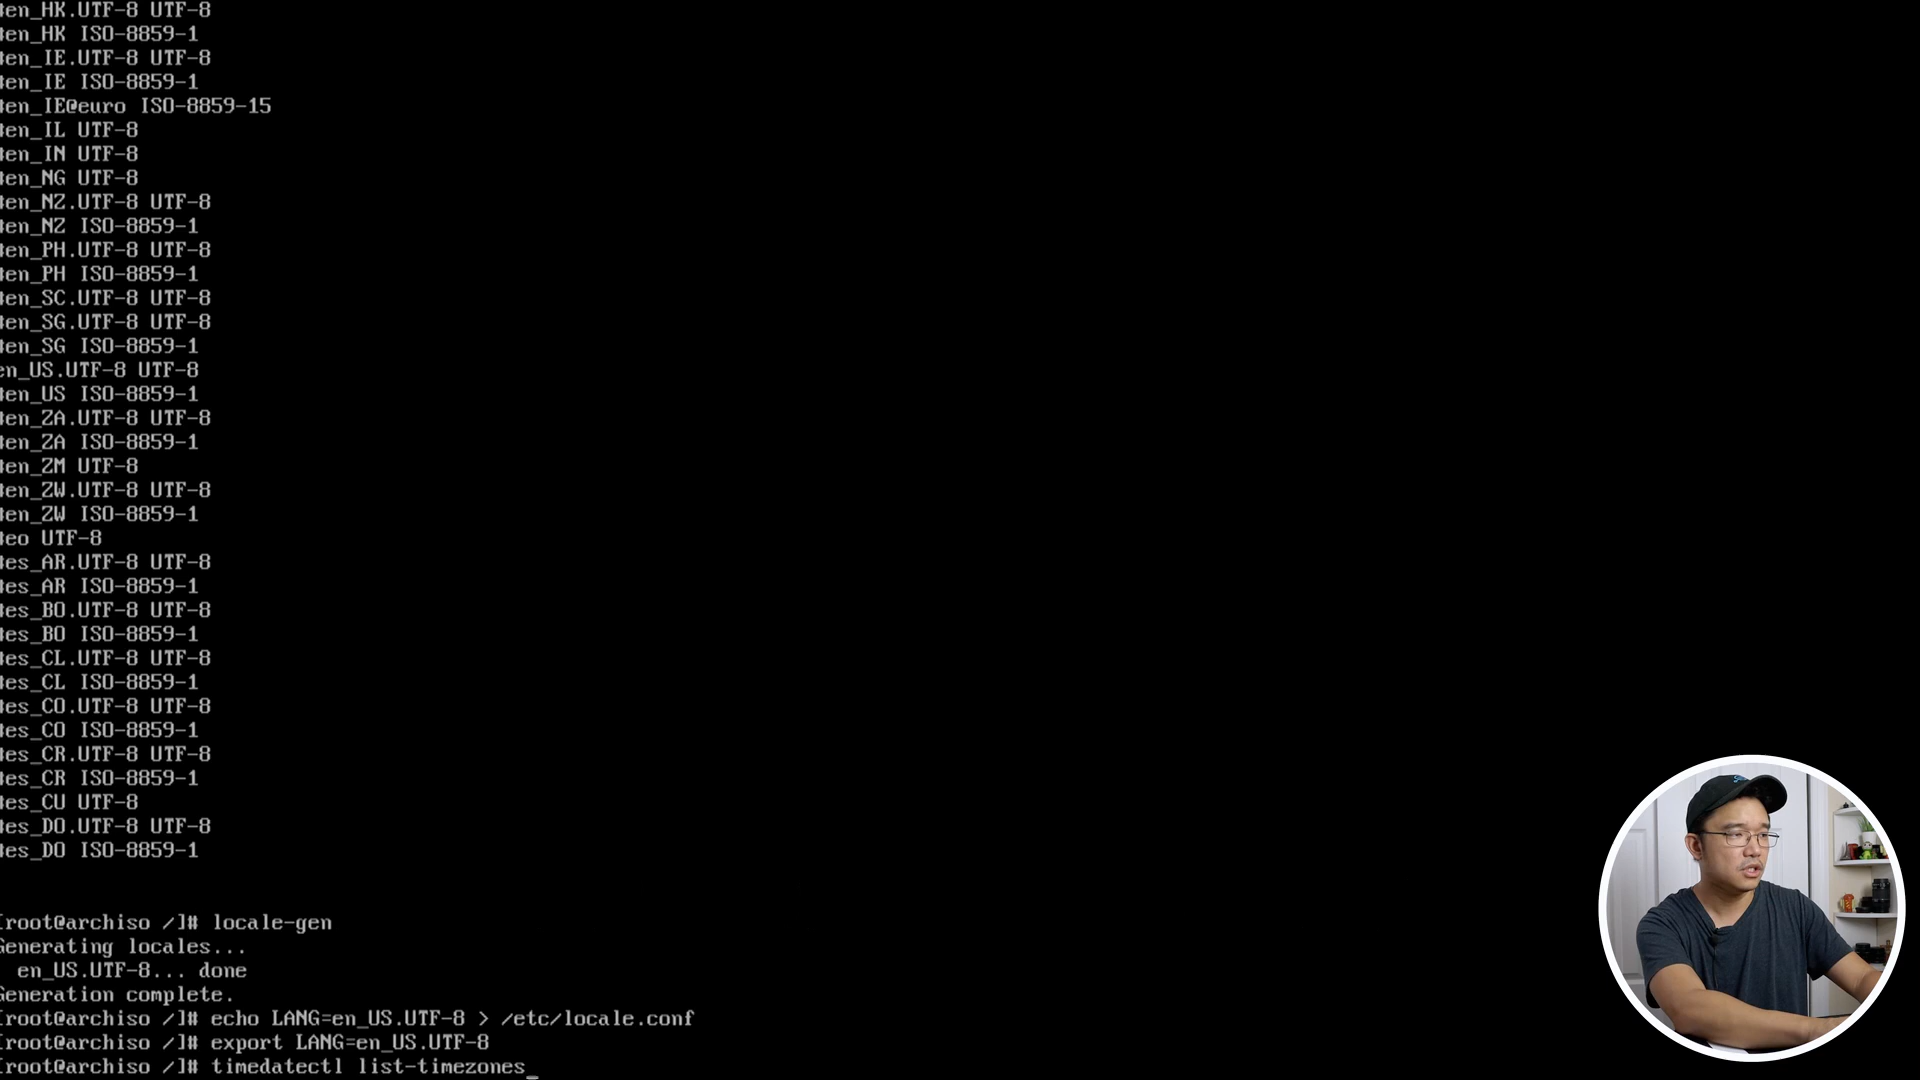 #en_HK.UTF-8 UTF-8
#en_HK ISO-8859-1
#en_IE.UTF-8 UTF-8
#en_IE ISO-8859-1
#en_IE@euro ISO-8859-15
#en_IL UTF-8
#en_IN UTF-8
#en_NG UTF-8
#en_NZ.UTF-8 UTF-8
#en_NZ ISO-8859-1
#en_PH.UTF-8 UTF-8
#en_PH ISO-8859-1
#en_SC.UTF-8 UTF-8
#en_SG.UTF-8 UTF-8
#en_SG ISO-8859-1
en_US.UTF-8 UTF-8
#en_US ISO-8859-1
#en_ZA.UTF-8 UTF-8
#en_ZA ISO-8859-1
#en_ZM UTF-8
#en_ZW.UTF-8 UTF-8
#en_ZW ISO-8859-1
#eo UTF-8
#es_AR.UTF-8 UTF-8
#es_AR ISO-8859-1
#es_BO.UTF-8 UTF-8
#es_BO ISO-8859-1
#es_CL.UTF-8 UTF-8
#es_CL ISO-8859-1
#es_CO.UTF-8 UTF-8
#es_CO ISO-8859-1
#es_CR.UTF-8 UTF-8
#es_CR ISO-8859-1
#es_CU UTF-8
#es_DO.UTF-8 UTF-8
#es_DO ISO-8859-1
[root@archiso /]# locale-gen
Generating locales...
en_US.UTF-8... done
Generation complete.
[root@archiso /]# echo LANG=en_US.UTF-8 > /etc/locale.conf
[root@archiso /]# export LANG=en_US.UTF-8
[root@archiso /]# timedatectl list-timezones_